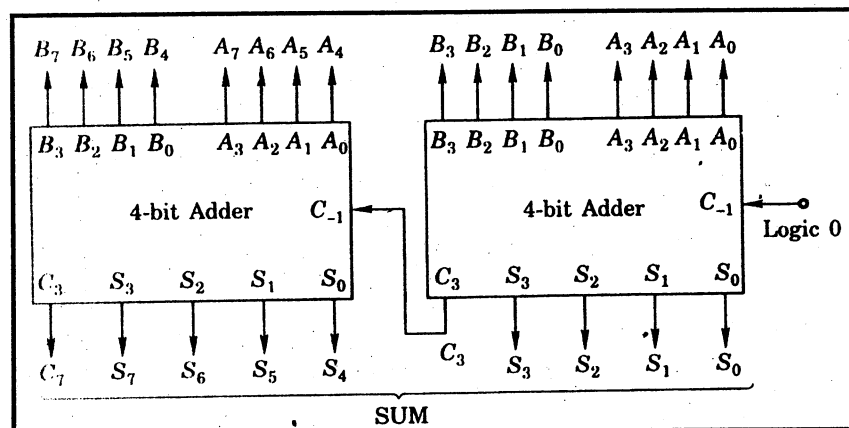 B₇ B₆ B₅ B₄ A₇ A₆ A₅ A₄ B₃ B₂ B₁ B₀ A₃ A₂ A₁ A₀
B₃ B₂ B₁ B₀ A₃ A₂ A₁ A₀ B₃ B₂ B₁ B₀ A₃ A₂ A₁ A₀
4-bit Adder C₋₁ 4-bit Adder C₋₁
Logic 0
C₃ S₃ S₂ S₁ S₀ C₃ S₃ S₂ S₁ S₀
C₇ S₇ S₆ S₅ S₄ C₃ S₃ S₂ S₁ S₀
SUM